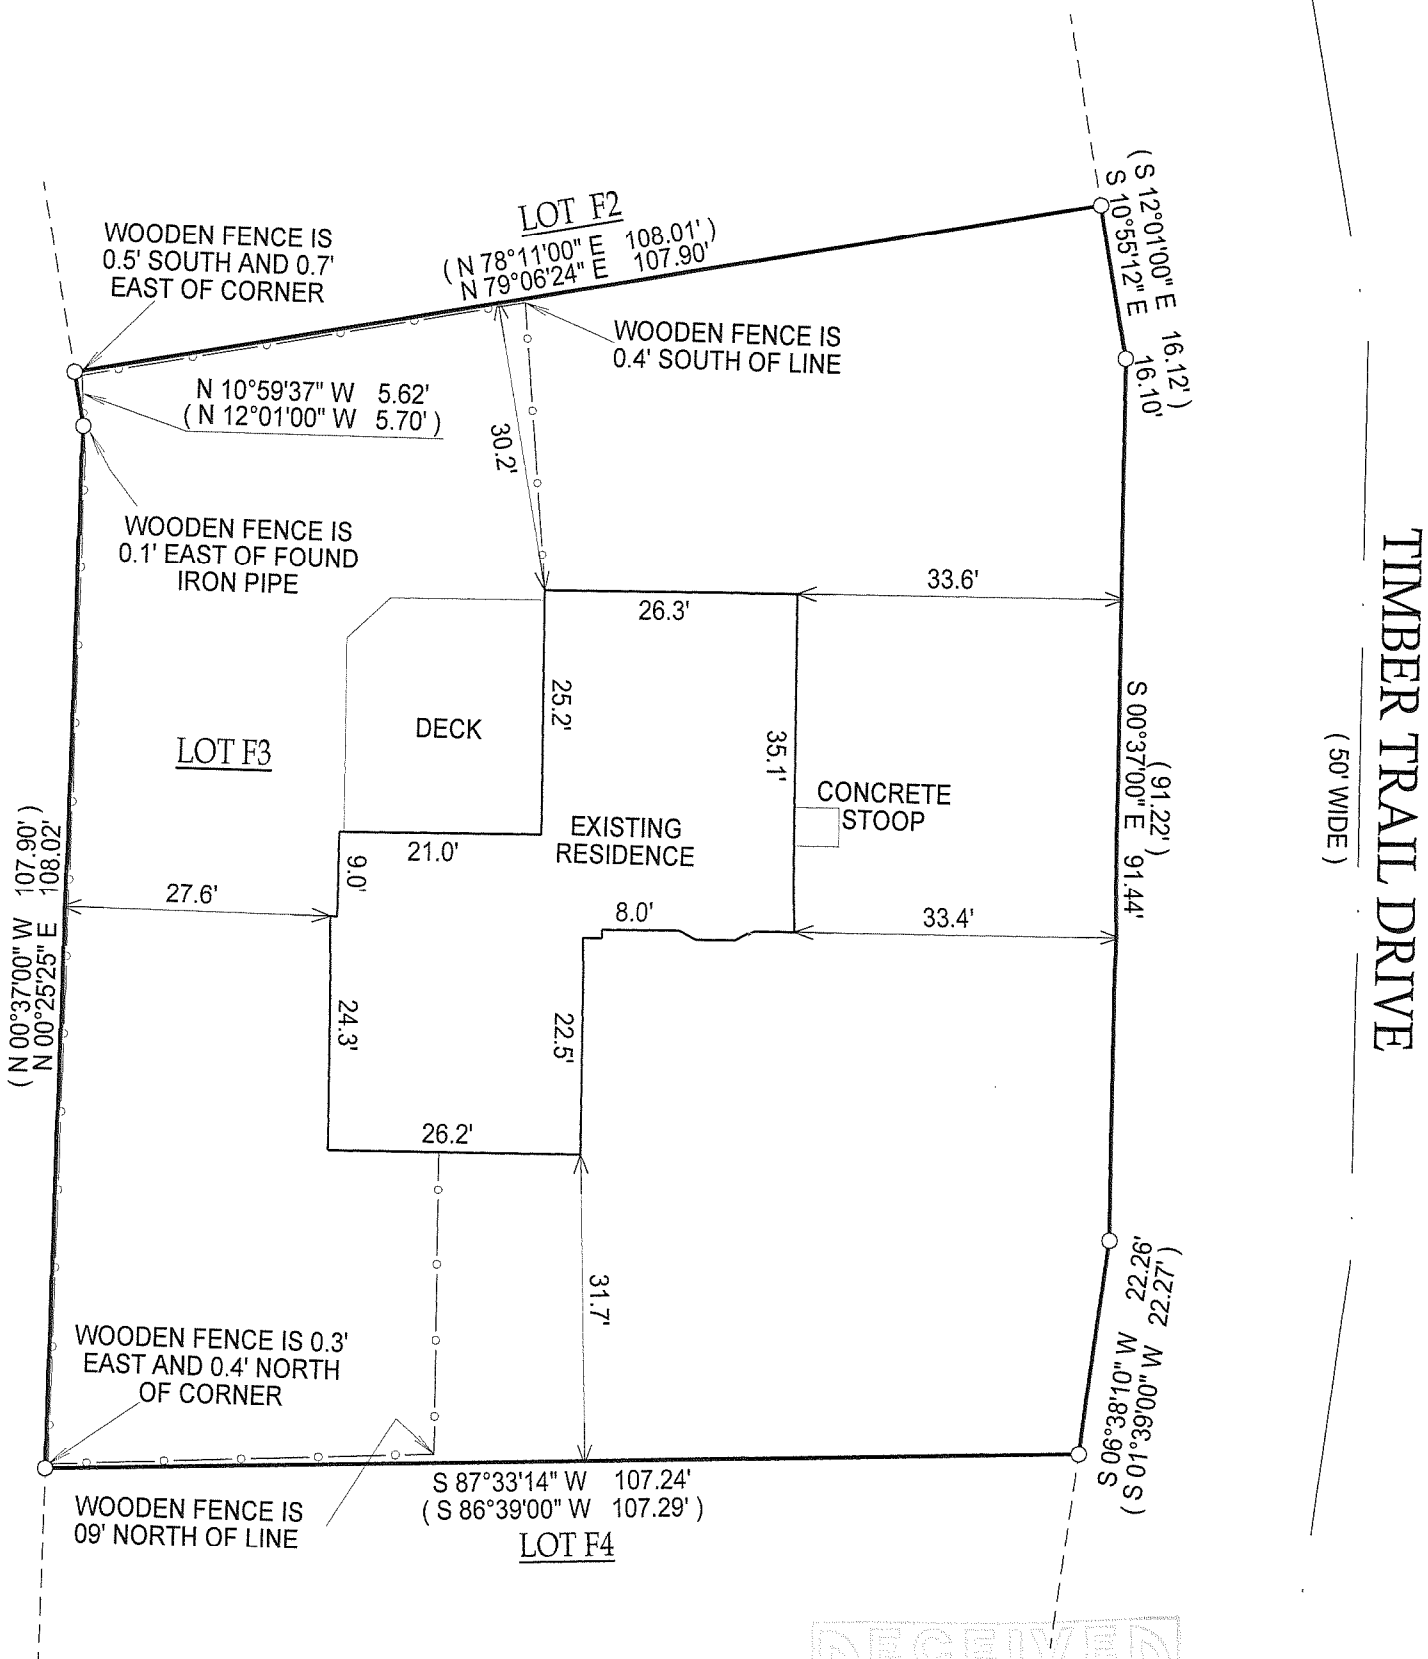 LOT F2
( N 78°11'00" E 108.01' )
N 79°06'24" E 107.90'
( S 12°01'00" E 16.12' )
S 10°55'12" E 16.10'
WOODEN FENCE IS
0.5' SOUTH AND 0.7'
EAST OF CORNER
WOODEN FENCE IS
0.4' SOUTH OF LINE
N 10°59'37" W 5.62'
( N 12°01'00" W 5.70' )
30.2'
WOODEN FENCE IS
0.1' EAST OF FOUND
IRON PIPE
33.6'
26.3'
TIMBER TRAIL DRIVE
( 50' WIDE )
25.2'
DECK
35.1'
LOT F3
CONCRETE
STOOP
( 91.22' )
S 00°37'00" E 91.44'
EXISTING
RESIDENCE
21.0'
9.0'
27.6'
8.0'
33.4'
( N 00°37'00" W 107.90' )
N 00°25'25" E 108.02'
24.3'
22.5'
26.2'
31.7'
S 06°38'10" W 22.26'
( S 01°39'00" W 22.27' )
WOODEN FENCE IS 0.3'
EAST AND 0.4' NORTH
OF CORNER
S 87°33'14" W 107.24'
( S 86°39'00" W 107.29' )
WOODEN FENCE IS
09' NORTH OF LINE
LOT F4
RECEIVED